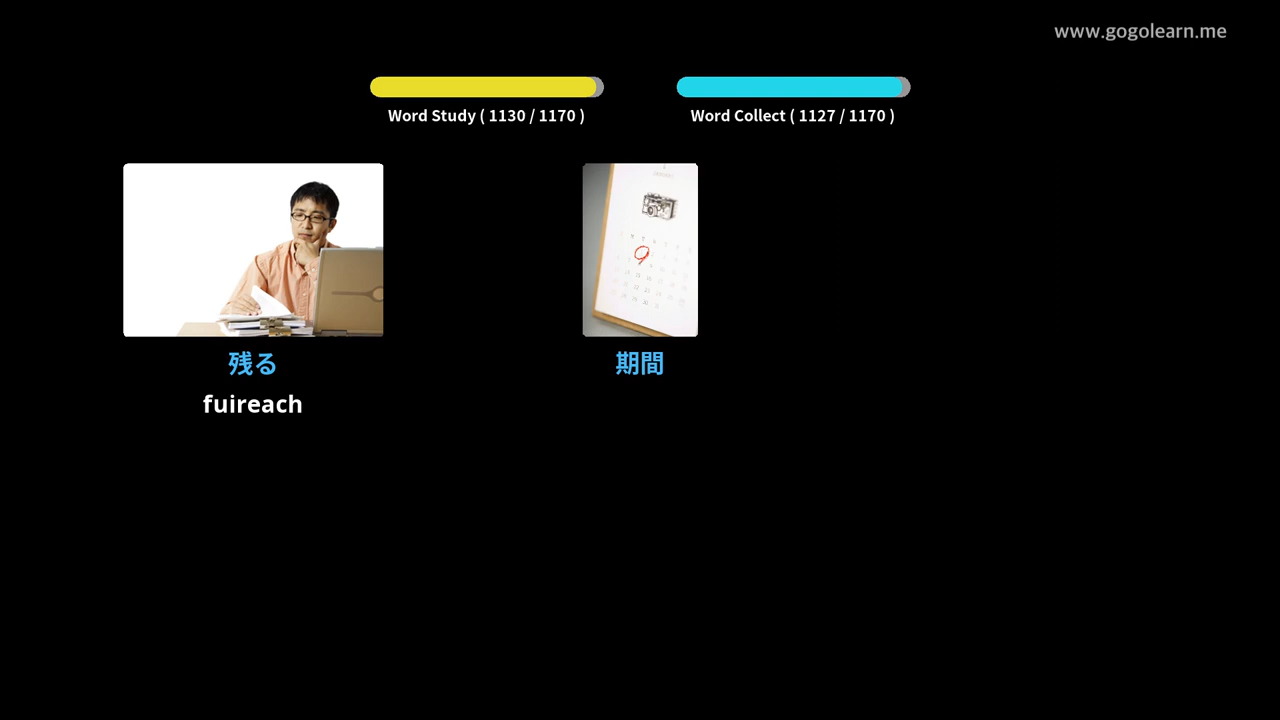 www.gogolearn.me
Word Study ( 1130 / 1170 )
Word Collect ( 1127 / 1170 )
残る
期間
fuireach